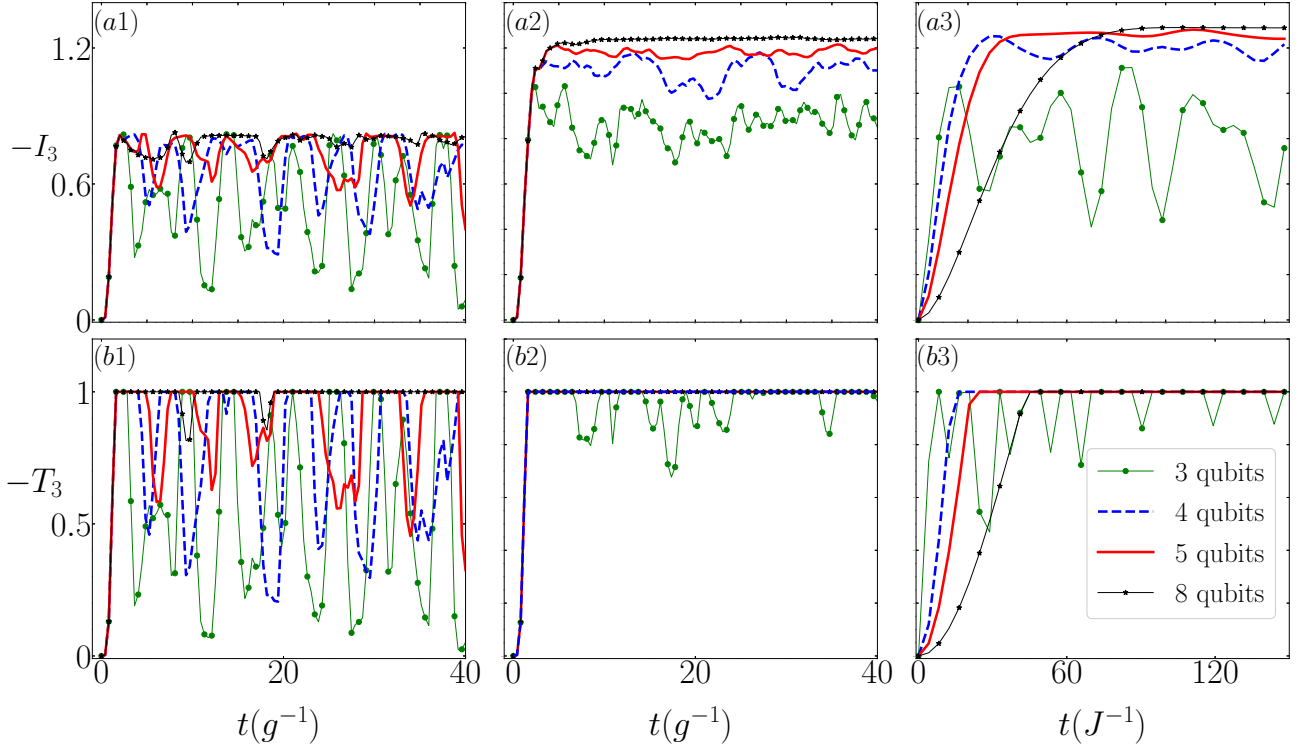 (a1)
(a2)
(a3)
1.2
−I₃
0.6
0
(b1)
(b2)
(b3)
1
−T₃
0.5
0
3 qubits
4 qubits
5 qubits
8 qubits
0 20 40
0 20 40
0 60 120
t(g⁻¹)
t(g⁻¹)
t(J⁻¹)